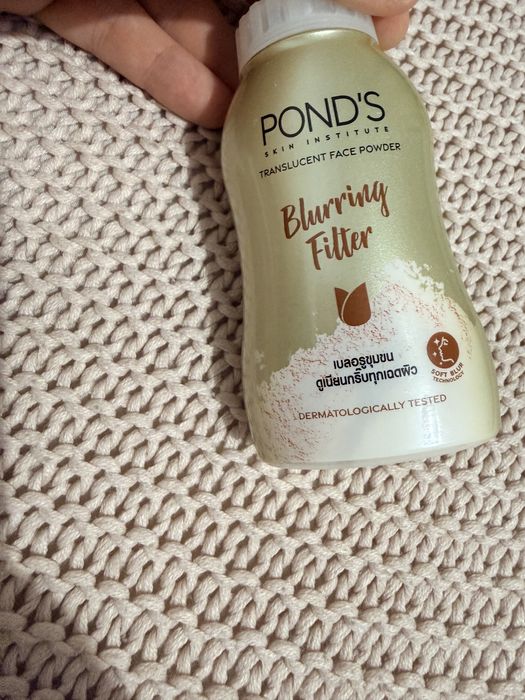 POND'S
SKIN INSTITUTE
TRANSLUCENT FACE POWDER
Blurring
Filter
เบลอรูขุมขน
ดูเนียนกริ๊บทุกเฉดผิว
SOFT BLUR
TECHNOLOGY
DERMATOLOGICALLY TESTED